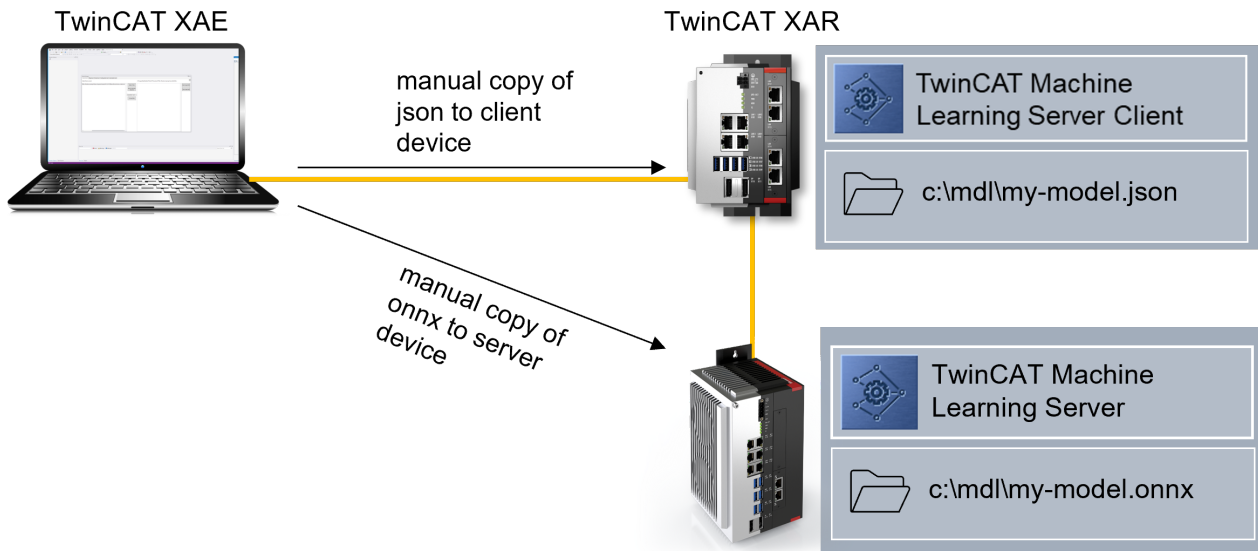 TwinCAT XAE
TwinCAT XAR
manual copy of
json to client
device
TwinCAT Machine
Learning Server Client
c:\mdl\my-model.json
manual copy of
onnx to server
device
TwinCAT Machine
Learning Server
c:\mdl\my-model.onnx